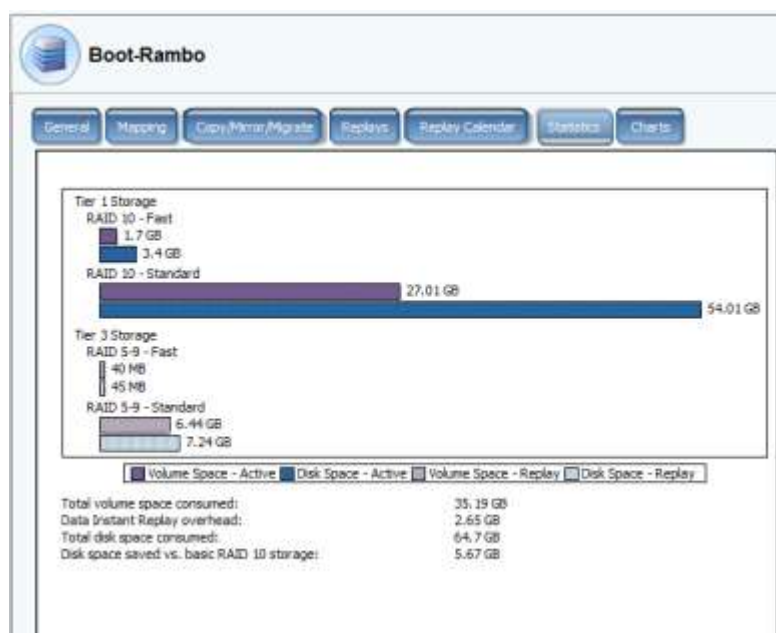 Boot-Rambo
General Mapping Copy/Mirror/Migrate Replays Replay Calendar Statistics Charts
Tier 1 Storage
RAID 10 - Fast
1.7 GB
3.4 GB
RAID 10 - Standard
27.01 GB
54.01 GB
Tier 3 Storage
RAID 5-9 - Fast
40 MB
45 MB
RAID 5-9 - Standard
6.44 GB
7.24 GB
Volume Space - Active Disk Space - Active Volume Space - Replay Disk Space - Replay
Total volume space consumed: 35.19 GB
Data Instant Replay overhead: 2.65 GB
Total disk space consumed: 64.7 GB
Disk space saved vs. basic RAID 10 storage: 5.67 GB